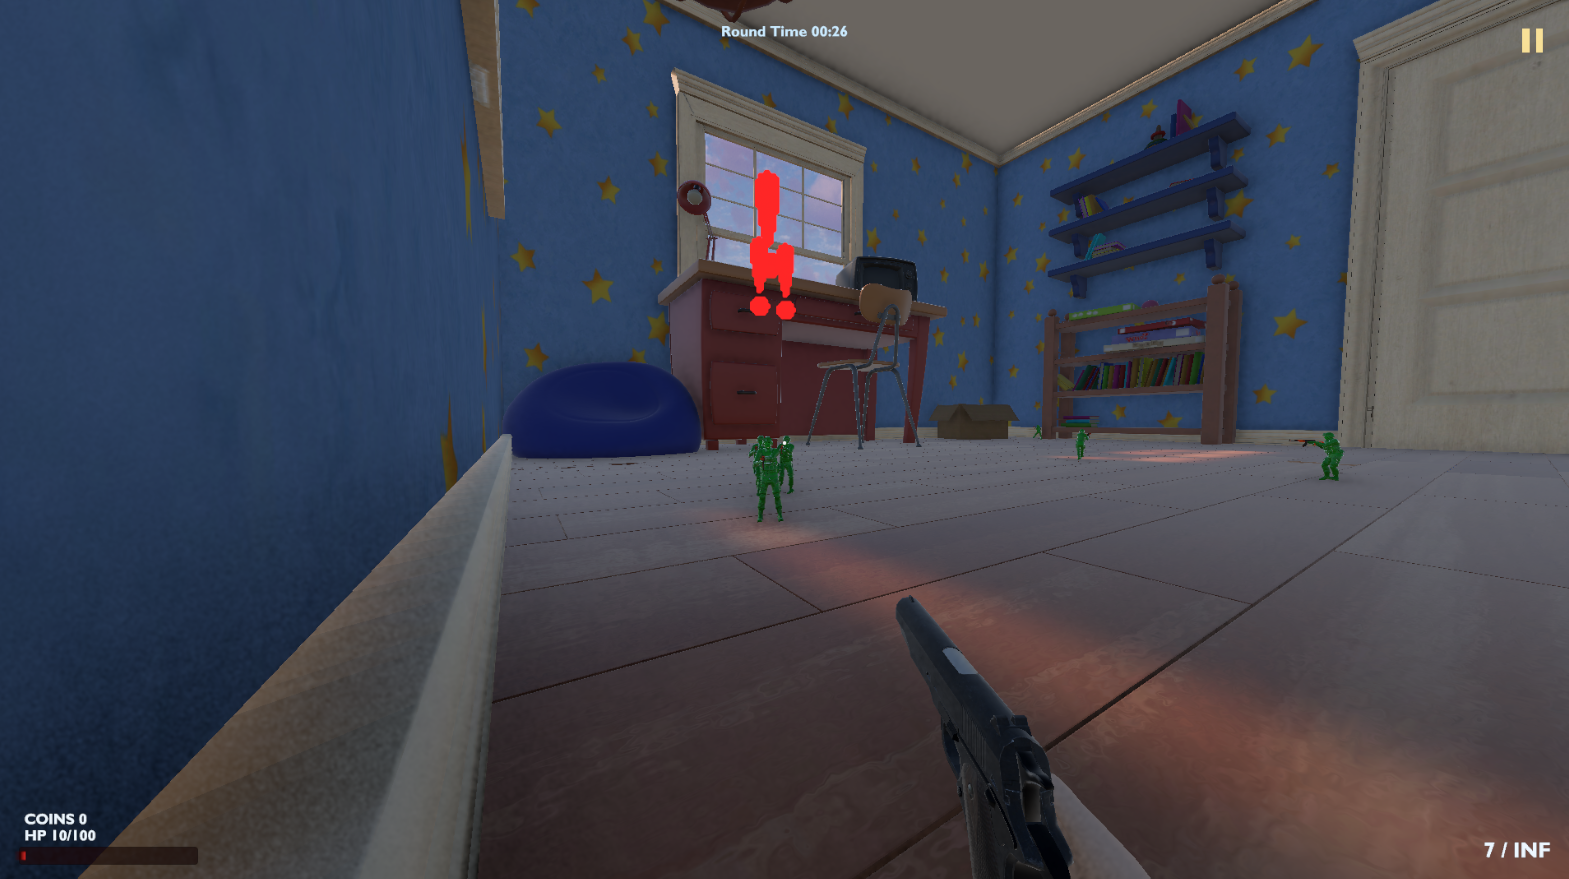 Round Time 00:26
COINS 0
HP 10/100
7 / INF